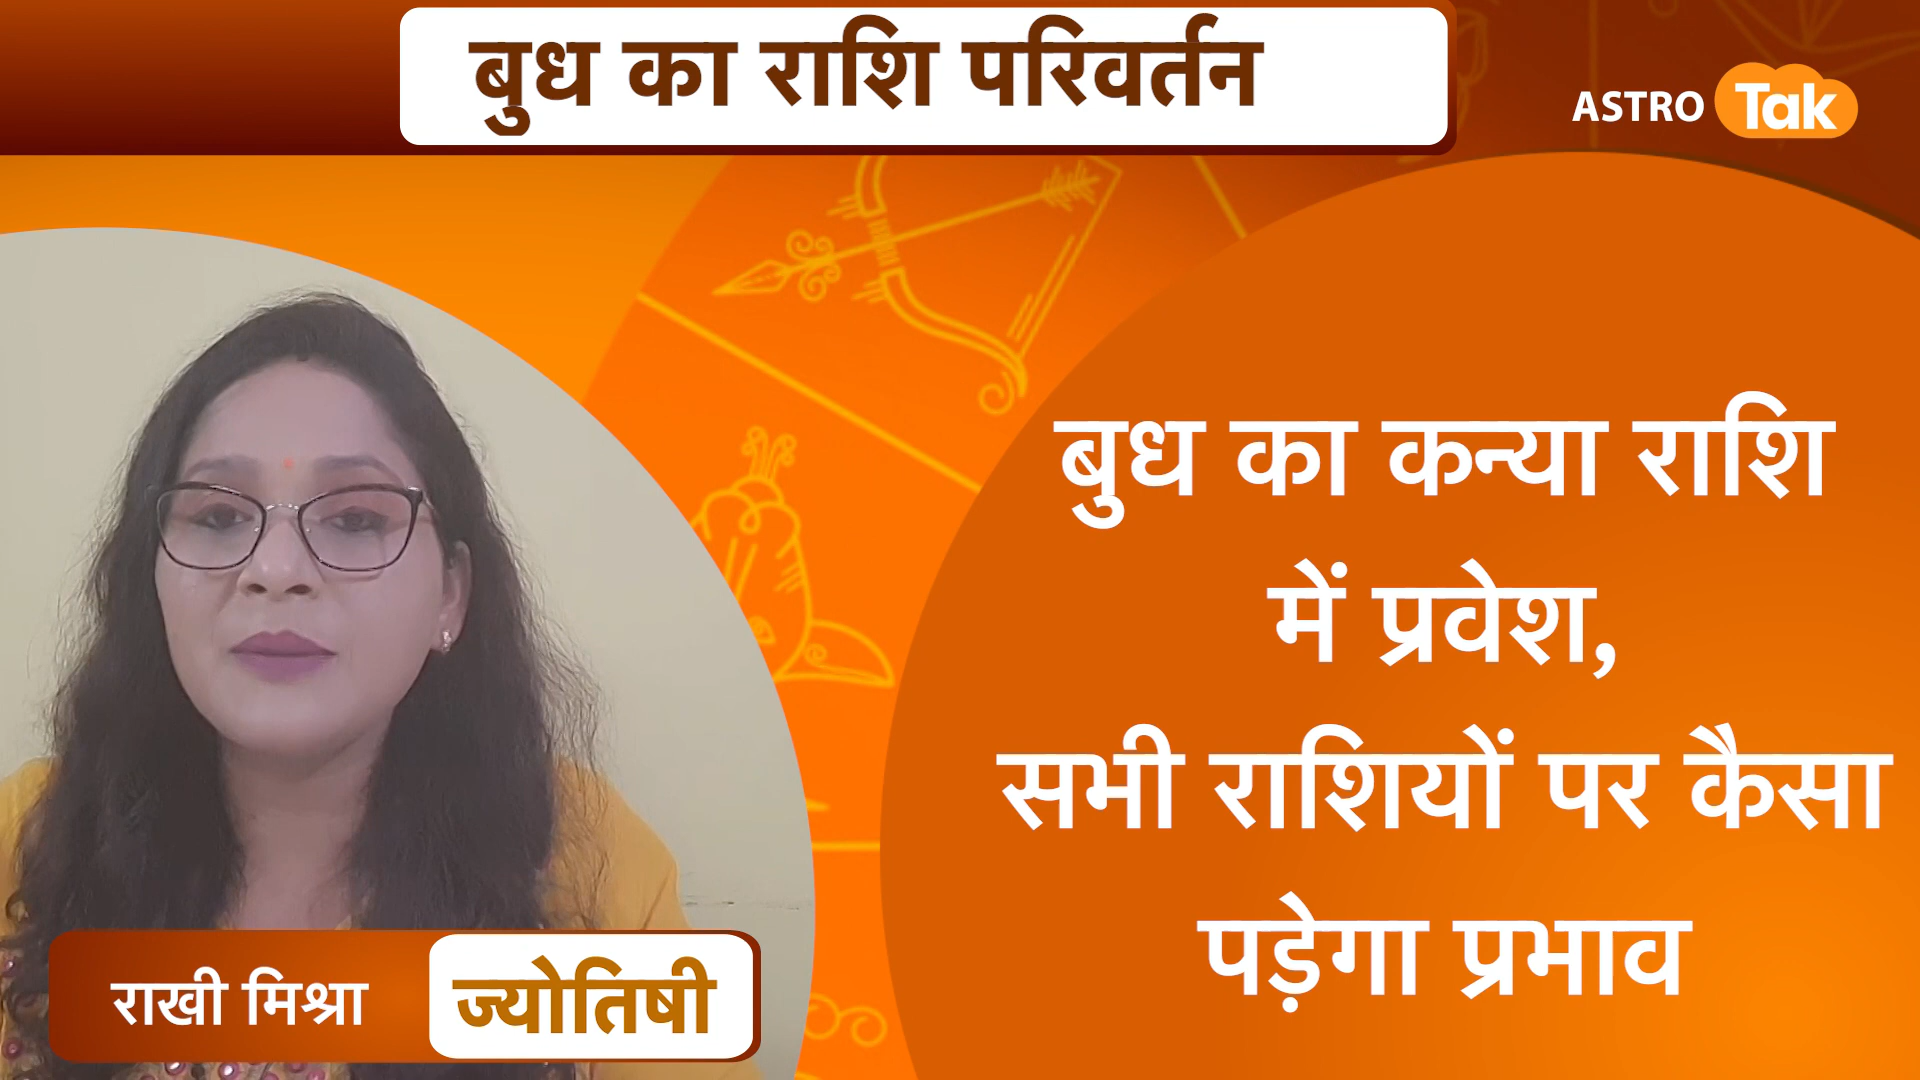 बुध का राशि परिवर्तन
ASTRO Tak
बुध का कन्या राशि
में प्रवेश,
सभी राशियों पर कैसा
पड़ेगा प्रभाव
राखी मिश्रा
ज्योतिषी